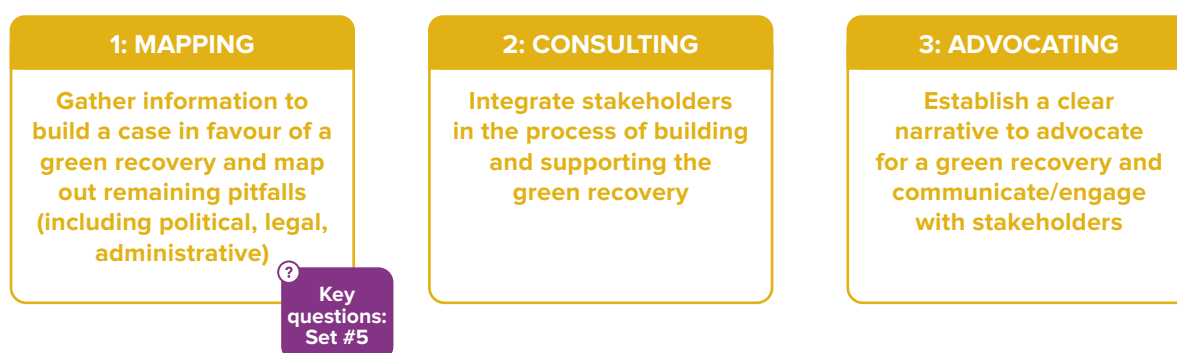 1: MAPPING
Gather information to
build a case in favour of a
green recovery and map
out remaining pitfalls
(including political, legal,
administrative)
?
Key
questions:
Set #5
2: CONSULTING
Integrate stakeholders
in the process of building
and supporting the
green recovery
3: ADVOCATING
Establish a clear
narrative to advocate
for a green recovery and
communicate/engage
with stakeholders